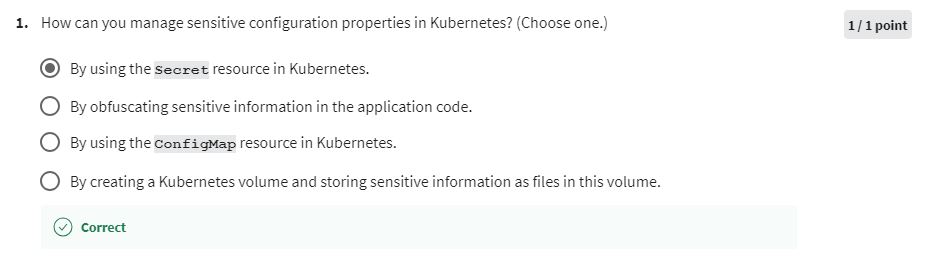 1. How can you manage sensitive configuration properties in Kubernetes? (Choose one.)
1 / 1 point
By using the Secret resource in Kubernetes.
By obfuscating sensitive information in the application code.
By using the ConfigMap resource in Kubernetes.
By creating a Kubernetes volume and storing sensitive information as files in this volume.
Correct